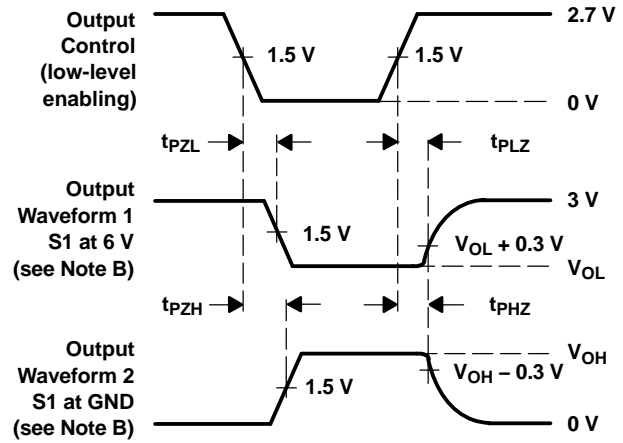 Output
Control
(low-level
enabling)
2.7 V
1.5 V
1.5 V
0 V
tPZL
tPLZ
Output
Waveform 1
S1 at 6 V
(see Note B)
3 V
1.5 V
VOL + 0.3 V
VOL
tPZH
tPHZ
Output
Waveform 2
S1 at GND
(see Note B)
VOH
1.5 V
VOH − 0.3 V
0 V